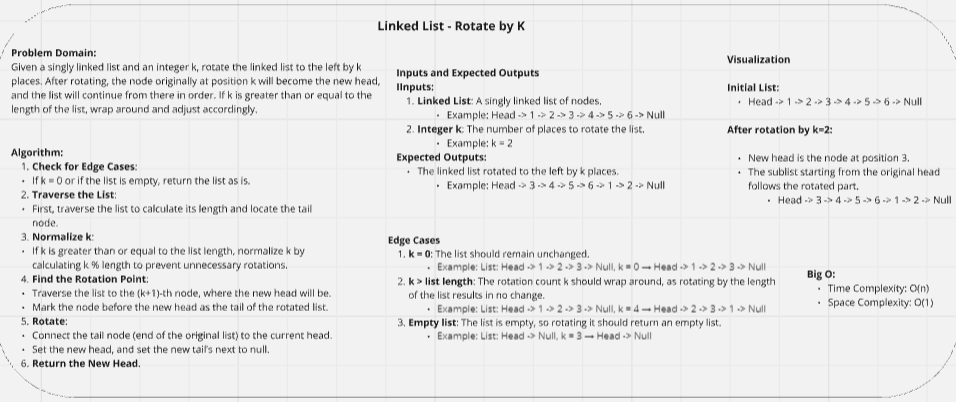 Linked List - Rotate by K
Problem Domain:
Given a singly linked list and an integer k, rotate the linked list to the left by k
places. After rotating, the node originally at position k will become the new head,
and the list will continue from there in order. If k is greater than or equal to the
length of the list, wrap around and adjust accordingly.
Algorithm:
1. Check for Edge Cases:
• If k = 0 or if the list is empty, return the list as is.
2. Traverse the List:
• First, traverse the list to calculate its length and locate the tail
node.
3. Normalize k:
• If k is greater than or equal to the list length, normalize k by
calculating k % length to prevent unnecessary rotations.
4. Find the Rotation Point:
• Traverse the list to the (k+1)-th node, where the new head will be.
• Mark the node before the new head as the tail of the rotated list.
5. Rotate:
• Connect the tail node (end of the original list) to the current head.
• Set the new head, and set the new tail's next to null.
6. Return the New Head.
Inputs and Expected Outputs
IInputs:
1. Linked List: A singly linked list of nodes.
• Example: Head -> 1 -> 2 -> 3 -> 4 -> 5 -> 6 -> Null
2. Integer k: The number of places to rotate the list.
• Example: k = 2
Expected Outputs:
• The linked list rotated to the left by k places.
• Example: Head -> 3 -> 4 -> 5 -> 6 -> 1 -> 2 -> Null
Edge Cases
1. k = 0: The list should remain unchanged.
• Example: List: Head -> 1 -> 2 -> 3 -> Null, k = 0 → Head -> 1 -> 2 -> 3 -> Null
2. k > list length: The rotation count k should wrap around, as rotating by the length
of the list results in no change.
• Example: List: Head -> 1 -> 2 -> 3 -> Null, k = 4 → Head -> 2 -> 3 -> 1 -> Null
3. Empty list: The list is empty, so rotating it should return an empty list.
• Example: List: Head -> Null, k = 3 → Head -> Null
Visualization
Initial List:
• Head -> 1 -> 2 -> 3 -> 4 -> 5 -> 6 -> Null
After rotation by k=2:
• New head is the node at position 3.
• The sublist starting from the original head
follows the rotated part.
• Head -> 3 -> 4 -> 5 -> 6 -> 1 -> 2 -> Null
Big O:
• Time Complexity: O(n)
• Space Complexity: O(1)